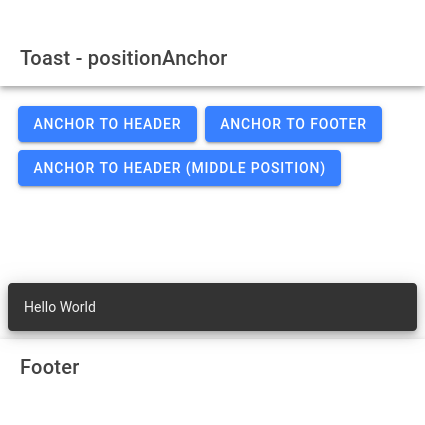 Toast - positionAnchor
ANCHOR TO HEADER ANCHOR TO FOOTER
ANCHOR TO HEADER (MIDDLE POSITION)
Hello World
Footer